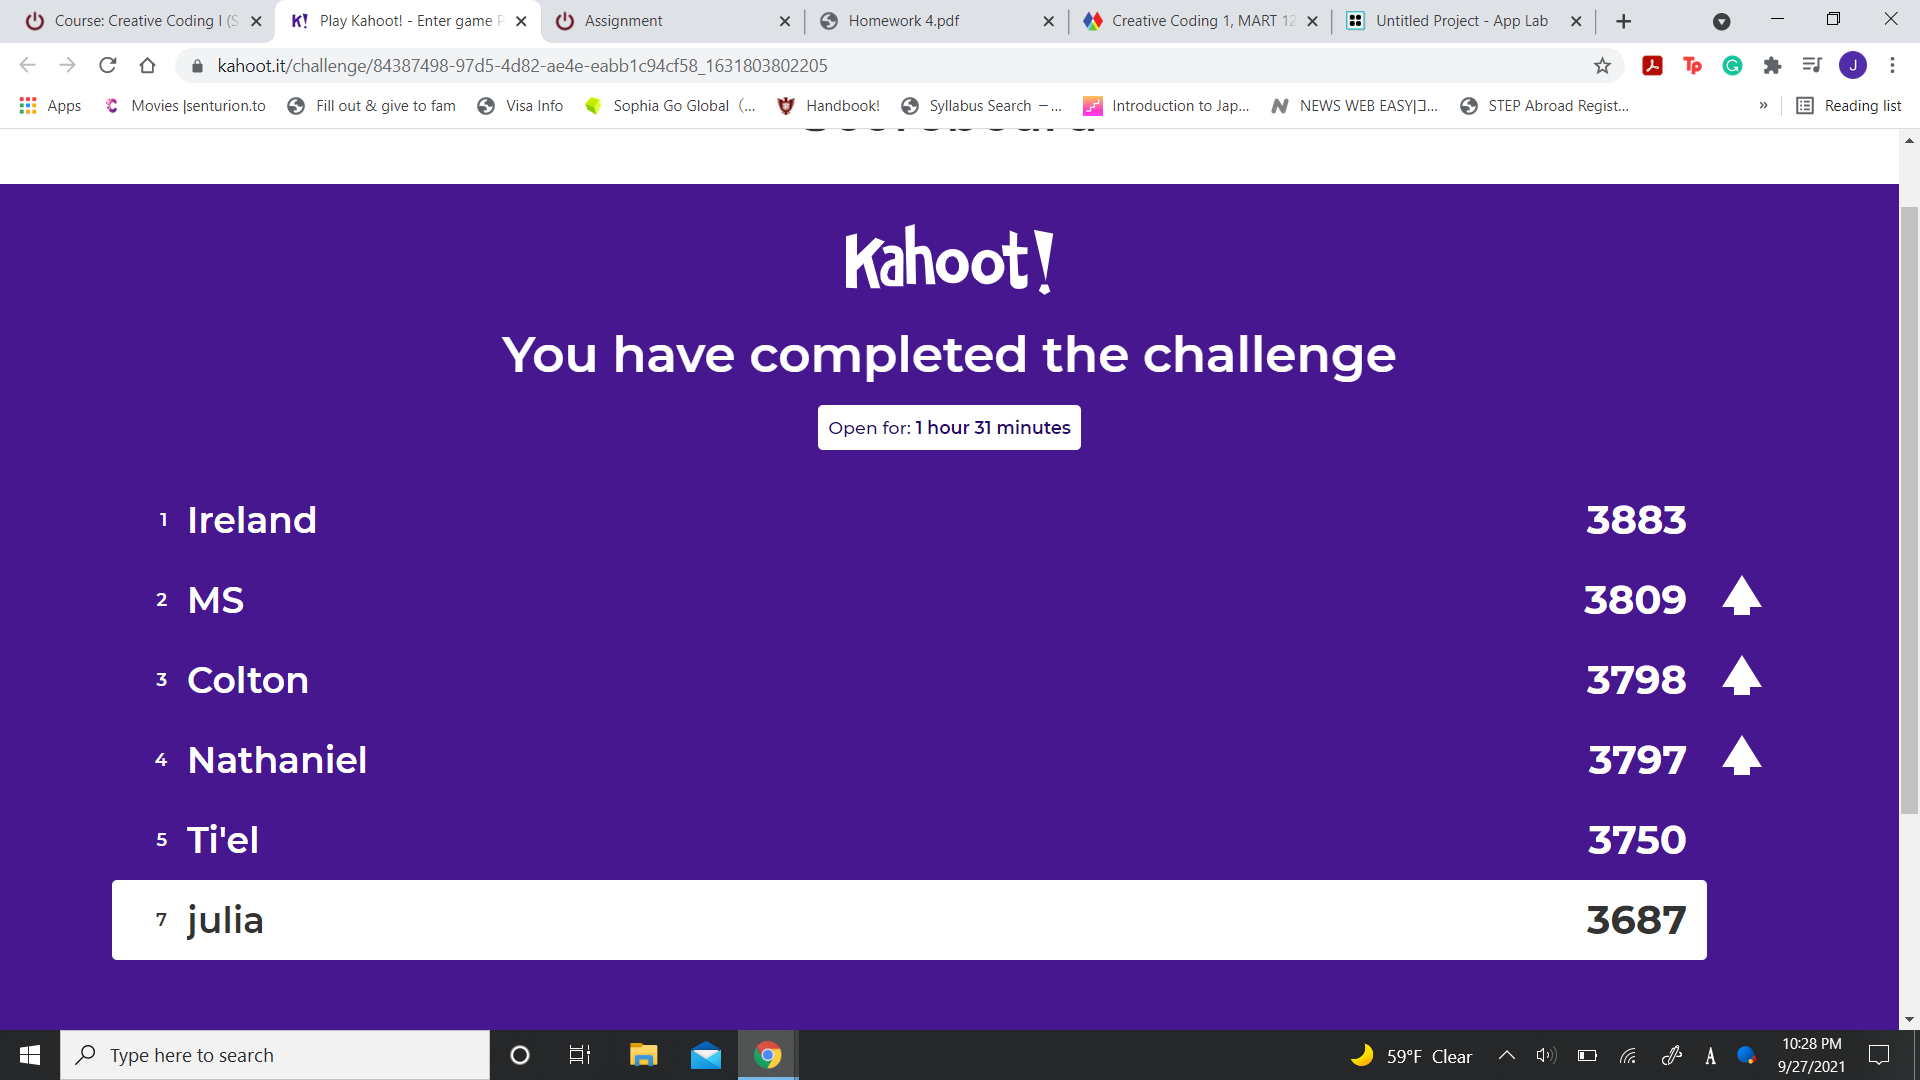 Course: Creative Coding I (S
Play Kahoot! - Enter game P
Assignment
Homework 4.pdf
Creative Coding 1, MART 12
Untitled Project - App Lab
kahoot.it/challenge/84387498-97d5-4d82-ae4e-eabb1c94cf58_1631803802205
J
Apps
Movies |senturion.to
Fill out & give to fam
Visa Info
Sophia Go Global (...
Handbook!
Syllabus Search –...
Introduction to Jap...
NEWS WEB EASY|ニ...
STEP Abroad Regist...
»
Reading list
Scoreboard
Kahoot!
You have completed the challenge
Open for: 1 hour 31 minutes
1 Ireland 3883
2 MS 3809
3 Colton 3798
4 Nathaniel 3797
5 Ti'el 3750
7 julia 3687
Type here to search
59°F Clear
A
10:28 PM
9/27/2021